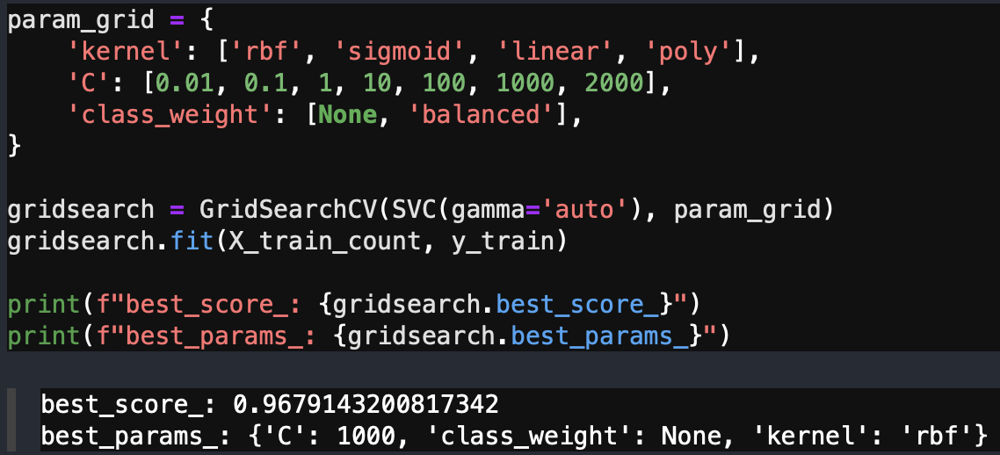 param_grid = {
    'kernel': ['rbf', 'sigmoid', 'linear', 'poly'],
    'C': [0.01, 0.1, 1, 10, 100, 1000, 2000],
    'class_weight': [None, 'balanced'],
}
gridsearch = GridSearchCV(SVC(gamma='auto'), param_grid)
gridsearch.fit(X_train_count, y_train)
print(f"best_score_: {gridsearch.best_score_}")
print(f"best_params_: {gridsearch.best_params_}")
best_score_: 0.9679143200817342
best_params_: {'C': 1000, 'class_weight': None, 'kernel': 'rbf'}